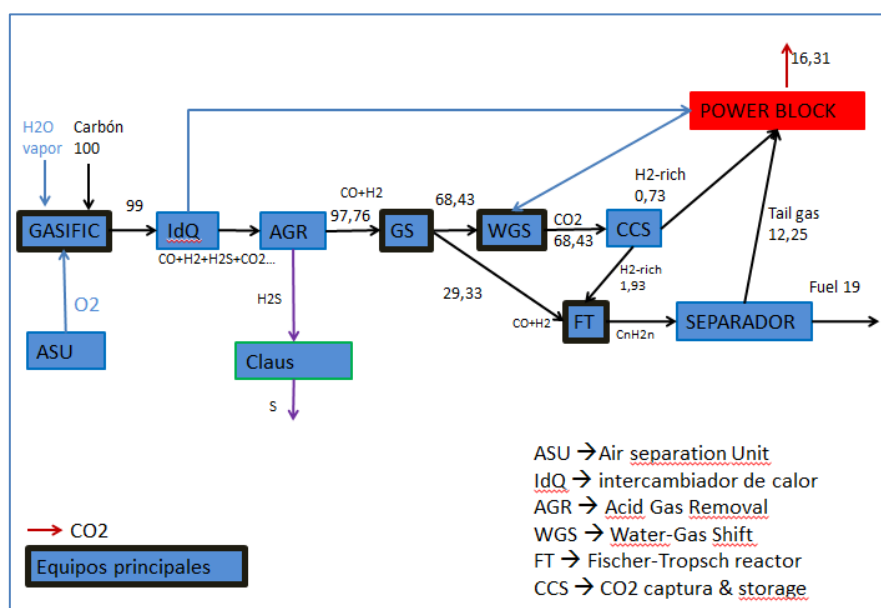 16,31
POWER BLOCK
H2O
vapor
Carbón
100
99
GASIFIC
IdQ
AGR
CO+H2
97,76
GS
68,43
WGS
CO2
68,43
CCS
H2-rich
0,73
Tail gas
12,25
CO+H2+H2S+CO2...
O2
H2S
29,33
H2-rich
1,93
CO+H2
FT
CnH2n
SEPARADOR
Fuel 19
ASU
Claus
S
ASU → Air separation Unit
IdQ → intercambiador de calor
AGR → Acid Gas Removal
WGS → Water-Gas Shift
FT → Fischer-Tropsch reactor
CCS → CO2 captura & storage
CO2
Equipos principales